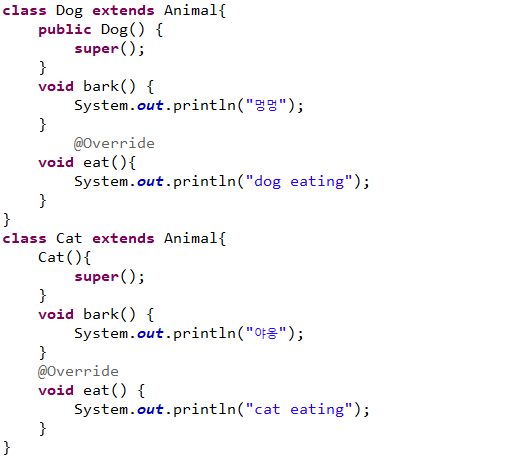 class Dog extends Animal{
    public Dog() {
        super();
    }
    void bark() {
        System.out.println("멍멍");
    }
        @Override
    void eat(){
        System.out.println("dog eating");
    }
}
class Cat extends Animal{
    Cat(){
        super();
    }
    void bark() {
        System.out.println("야옹");
    }
    @Override
    void eat() {
        System.out.println("cat eating");
    }
}